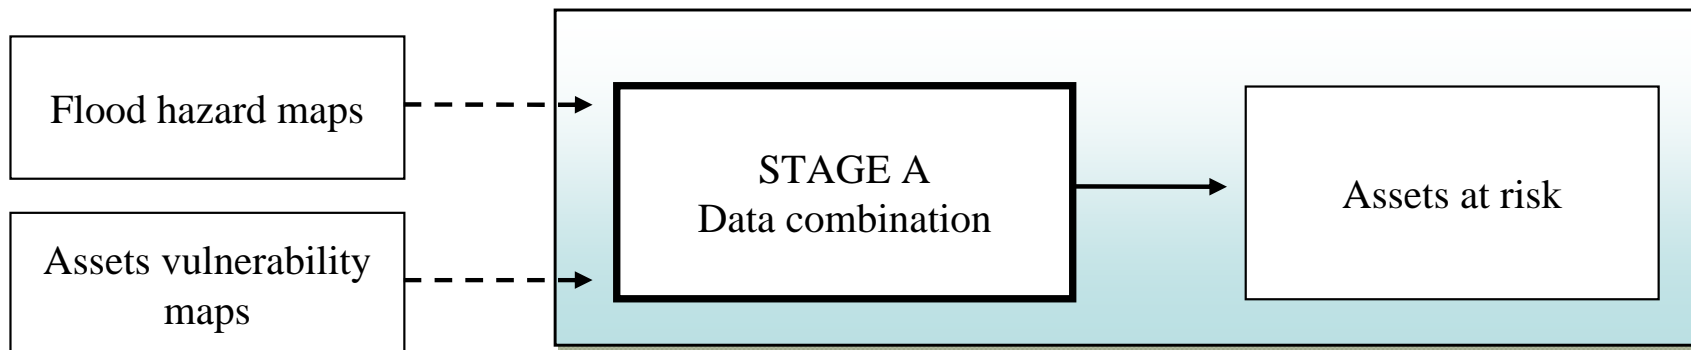 Flood hazard maps
Assets vulnerability
maps
STAGE A
Data combination
Assets at risk